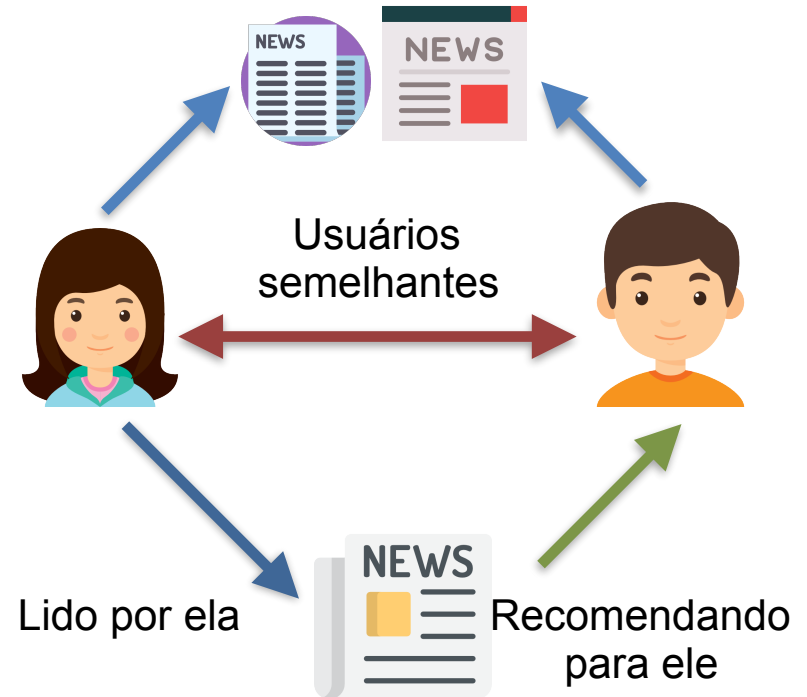 NEWS
NEWS
Usuários
semelhantes
NEWS
Lido por ela
Recomendando
para ele